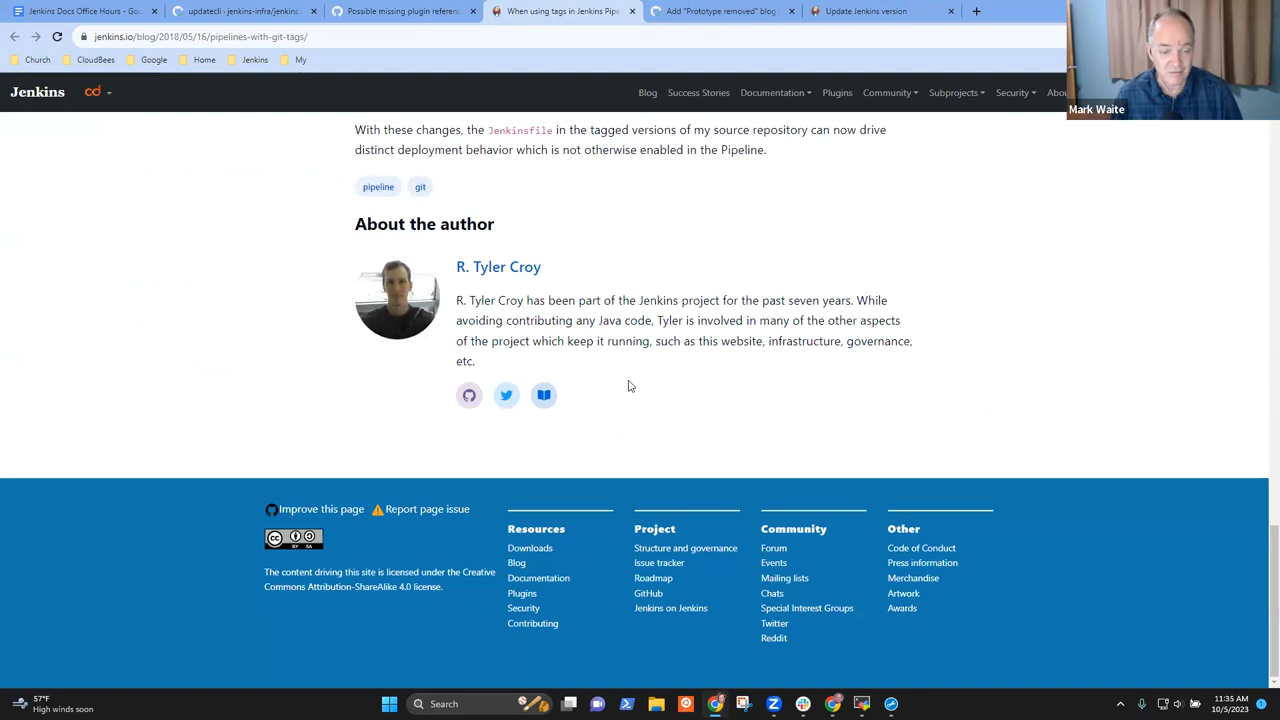 Jenkins Docs Office Hours - Goo
updatecli - jenkins-infra/jenkins.
Possible missing plugin referenc
When using tags in Jenkins Pipe
Add "Prototype removed" blog
Update Jenkins version
jenkins.io/blog/2018/05/16/pipelines-with-git-tags/
Church
CloudBees
Google
Home
Jenkins
My
Mark Waite
Jenkins
cd
Blog
Success Stories
Documentation
Plugins
Community
Subprojects
Security
Abou
With these changes, the Jenkinsfile in the tagged versions of my source repository can now drive
distinct deployment behavior which is not otherwise enabled in the Pipeline.
pipeline
git
About the author
R. Tyler Croy
R. Tyler Croy has been part of the Jenkins project for the past seven years. While
avoiding contributing any Java code, Tyler is involved in many of the other aspects
of the project which keep it running, such as this website, infrastructure, governance,
etc.
Improve this page
Report page issue
cc
BY SA
The content driving this site is licensed under the Creative
Commons Attribution-ShareAlike 4.0 license.
Resources
Downloads
Blog
Documentation
Plugins
Security
Contributing
Project
Structure and governance
Issue tracker
Roadmap
GitHub
Jenkins on Jenkins
Community
Forum
Events
Mailing lists
Chats
Special Interest Groups
Twitter
Reddit
Other
Code of Conduct
Press information
Merchandise
Artwork
Awards
57°F
High winds soon
Search
11:35 AM
10/5/2023